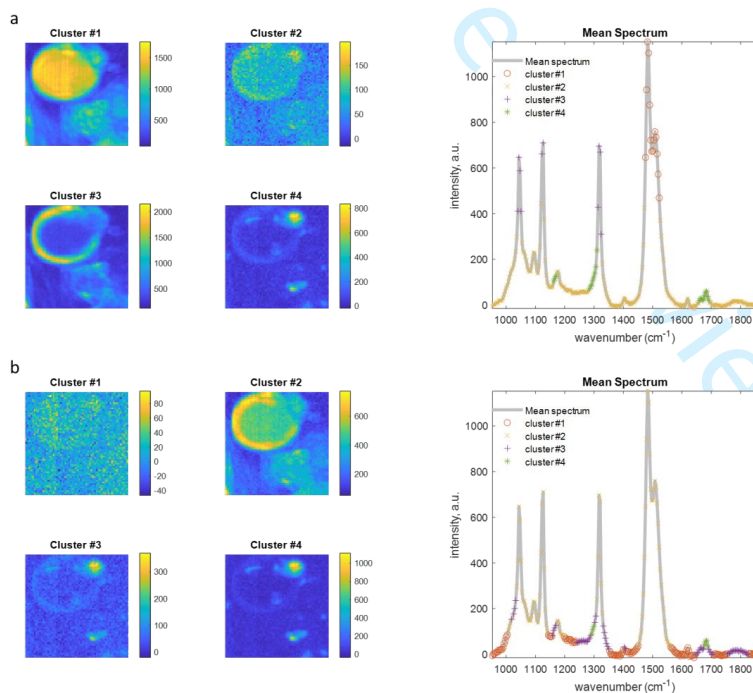 a
Cluster #1
1500
1000
500
Cluster #2
150
100
50
0
Cluster #3
2000
1500
1000
500
Cluster #4
800
600
400
200
0
Mean Spectrum
Mean spectrum
cluster#1
cluster#2
cluster#3
cluster#4
intensity, a.u.
1000
800
600
400
200
0
1000 1100 1200 1300 1400 1500 1600 1700 1800
wavenumber (cm-1)
b
Cluster #1
80
60
40
20
0
-20
-40
Cluster #2
600
400
200
Cluster #3
300
200
100
0
Cluster #4
1000
800
600
400
200
0
Mean Spectrum
Mean spectrum
cluster#1
cluster#2
cluster#3
cluster#4
intensity, a.u.
1000
800
600
400
200
0
1000 1100 1200 1300 1400 1500 1600 1700 1800
wavenumber (cm-1)